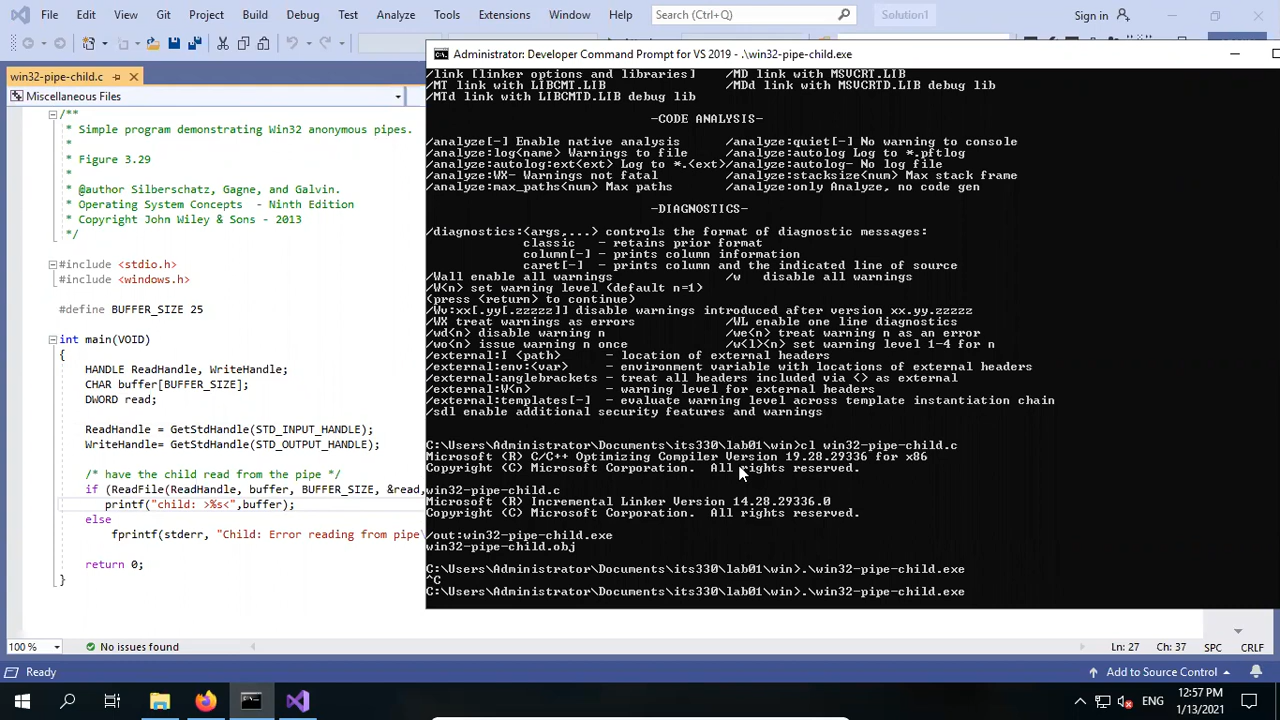 File Edit View Git Project Build Debug Test Analyze Tools Extensions Window Help Search (Ctrl+Q) Solution1 Sign in
Administrator: Developer Command Prompt for VS 2019 - .\win32-pipe-child.exe
win32-pipe-child.c
Miscellaneous Files
/**
* Simple program demonstrating Win32 anonymous pipes.
*
* Figure 3.29
*
* @author Silberschatz, Gagne, and Galvin.
* Operating System Concepts - Ninth Edition
* Copyright John Wiley & Sons - 2013
*/
#include <stdio.h>
#include <windows.h>
#define BUFFER_SIZE 25
int main(VOID)
{
HANDLE ReadHandle, WriteHandle;
CHAR buffer[BUFFER_SIZE];
DWORD read;
ReadHandle = GetStdHandle(STD_INPUT_HANDLE);
WriteHandle= GetStdHandle(STD_OUTPUT_HANDLE);
/* have the child read from the pipe */
if (ReadFile(ReadHandle, buffer, BUFFER_SIZE, &read,
printf("child: >%s<",buffer);
else
fprintf(stderr, "Child: Error reading from pipe\
return 0;
}
/link [linker options and libraries] /MD link with MSVCRT.LIB
/MT link with LIBCMT.LIB /MDd link with MSVCRTD.LIB debug lib
/MTd link with LIBCMTD.LIB debug lib
-CODE ANALYSIS-
/analyze[-] Enable native analysis /analyze:quiet[-] No warning to console
/analyze:log<name> Warnings to file /analyze:autolog Log to *.pftlog
/analyze:autolog:ext<ext> Log to *.<ext>/analyze:autolog- No log file
/analyze:WX- Warnings not fatal /analyze:stacksize<num> Max stack frame
/analyze:max_paths<num> Max paths /analyze:only Analyze, no code gen
-DIAGNOSTICS-
/diagnostics:<args,...> controls the format of diagnostic messages:
classic - retains prior format
column[-] - prints column information
caret[-] - prints column and the indicated line of source
/Wall enable all warnings /w disable all warnings
/W<n> set warning level (default n=1)
(press <return> to continue)
/Wv:xx[.yy[.zzzzz]] disable warnings introduced after version xx.yy.zzzzz
/WX treat warnings as errors /WL enable one line diagnostics
/wd<n> disable warning n /we<n> treat warning n as an error
/wo<n> issue warning n once /w<l><n> set warning level 1-4 for n
/external:I <path> - location of external headers
/external:env:<var> - environment variable with locations of external headers
/external:anglebrackets - treat all headers included via <> as external
/external:W<n> - warning level for external headers
/external:templates[-] - evaluate warning level across template instantiation chain
/sdl enable additional security features and warnings
C:\Users\Administrator\Documents\its330\lab01\win>cl win32-pipe-child.c
Microsoft (R) C/C++ Optimizing Compiler Version 19.28.29336 for x86
Copyright (C) Microsoft Corporation. All rights reserved.
win32-pipe-child.c
Microsoft (R) Incremental Linker Version 14.28.29336.0
Copyright (C) Microsoft Corporation. All rights reserved.
/out:win32-pipe-child.exe
win32-pipe-child.obj
C:\Users\Administrator\Documents\its330\lab01\win>.\win32-pipe-child.exe
^C
C:\Users\Administrator\Documents\its330\lab01\win>.\win32-pipe-child.exe
100 % No issues found Ln: 27 Ch: 37 SPC CRLF
Ready Add to Source Control
ENG 12:57 PM
1/13/2021